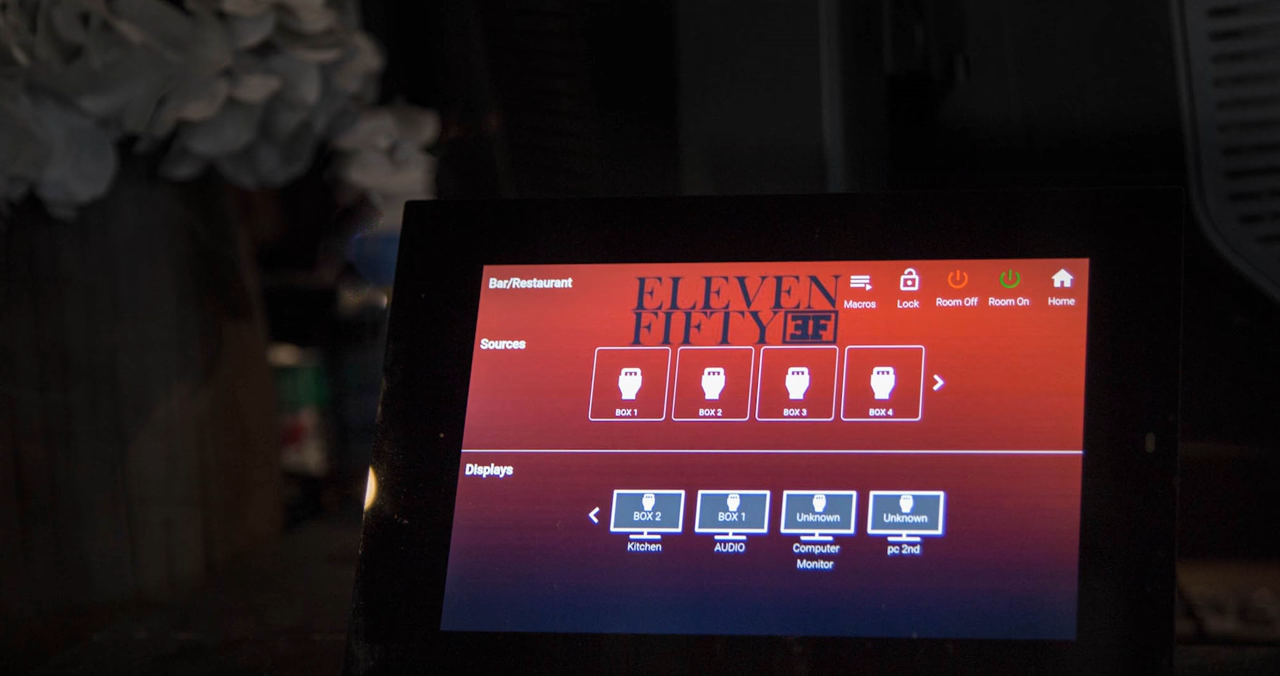 Bar/Restaurant
ELEVEN
FIFTY EF
Macros
Lock
Room Off
Room On
Home
Sources
BOX 1
BOX 2
BOX 3
BOX 4
Displays
BOX 2
Kitchen
BOX 1
AUDIO
Unknown
Computer
Monitor
Unknown
pc 2nd